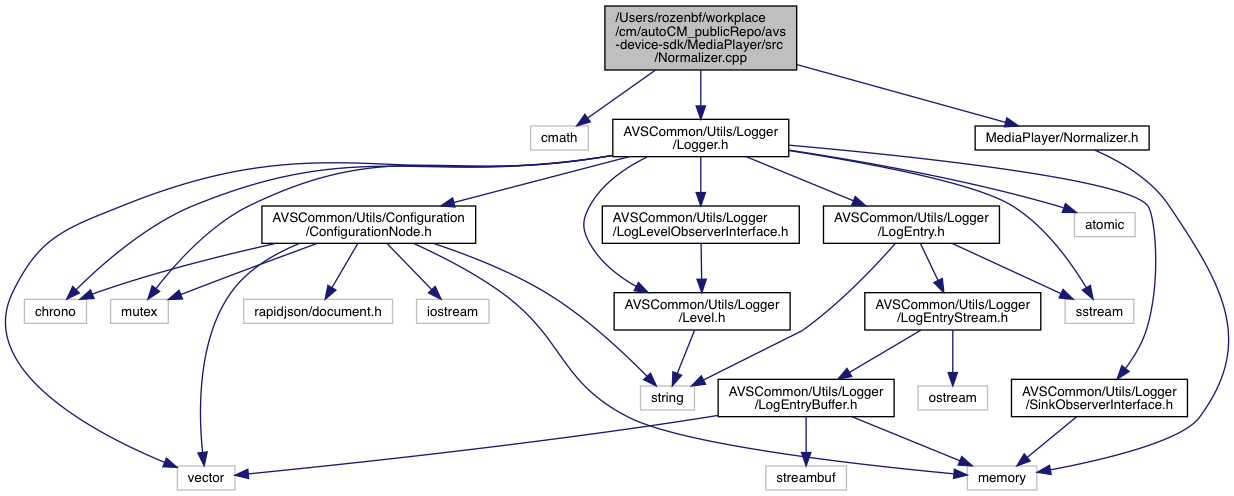 /Users/rozenbf/workplace
/cm/autoCM_publicRepo/avs
-device-sdk/MediaPlayer/src
/Normalizer.cpp
cmath
AVSCommon/Utils/Logger
/Logger.h
MediaPlayer/Normalizer.h
AVSCommon/Utils/Configuration
/ConfigurationNode.h
AVSCommon/Utils/Logger
/LogLevelObserverInterface.h
AVSCommon/Utils/Logger
/LogEntry.h
atomic
chrono
mutex
rapidjson/document.h
iostream
AVSCommon/Utils/Logger
/Level.h
AVSCommon/Utils/Logger
/LogEntryStream.h
sstream
string
AVSCommon/Utils/Logger
/LogEntryBuffer.h
ostream
AVSCommon/Utils/Logger
/SinkObserverInterface.h
vector
streambuf
memory